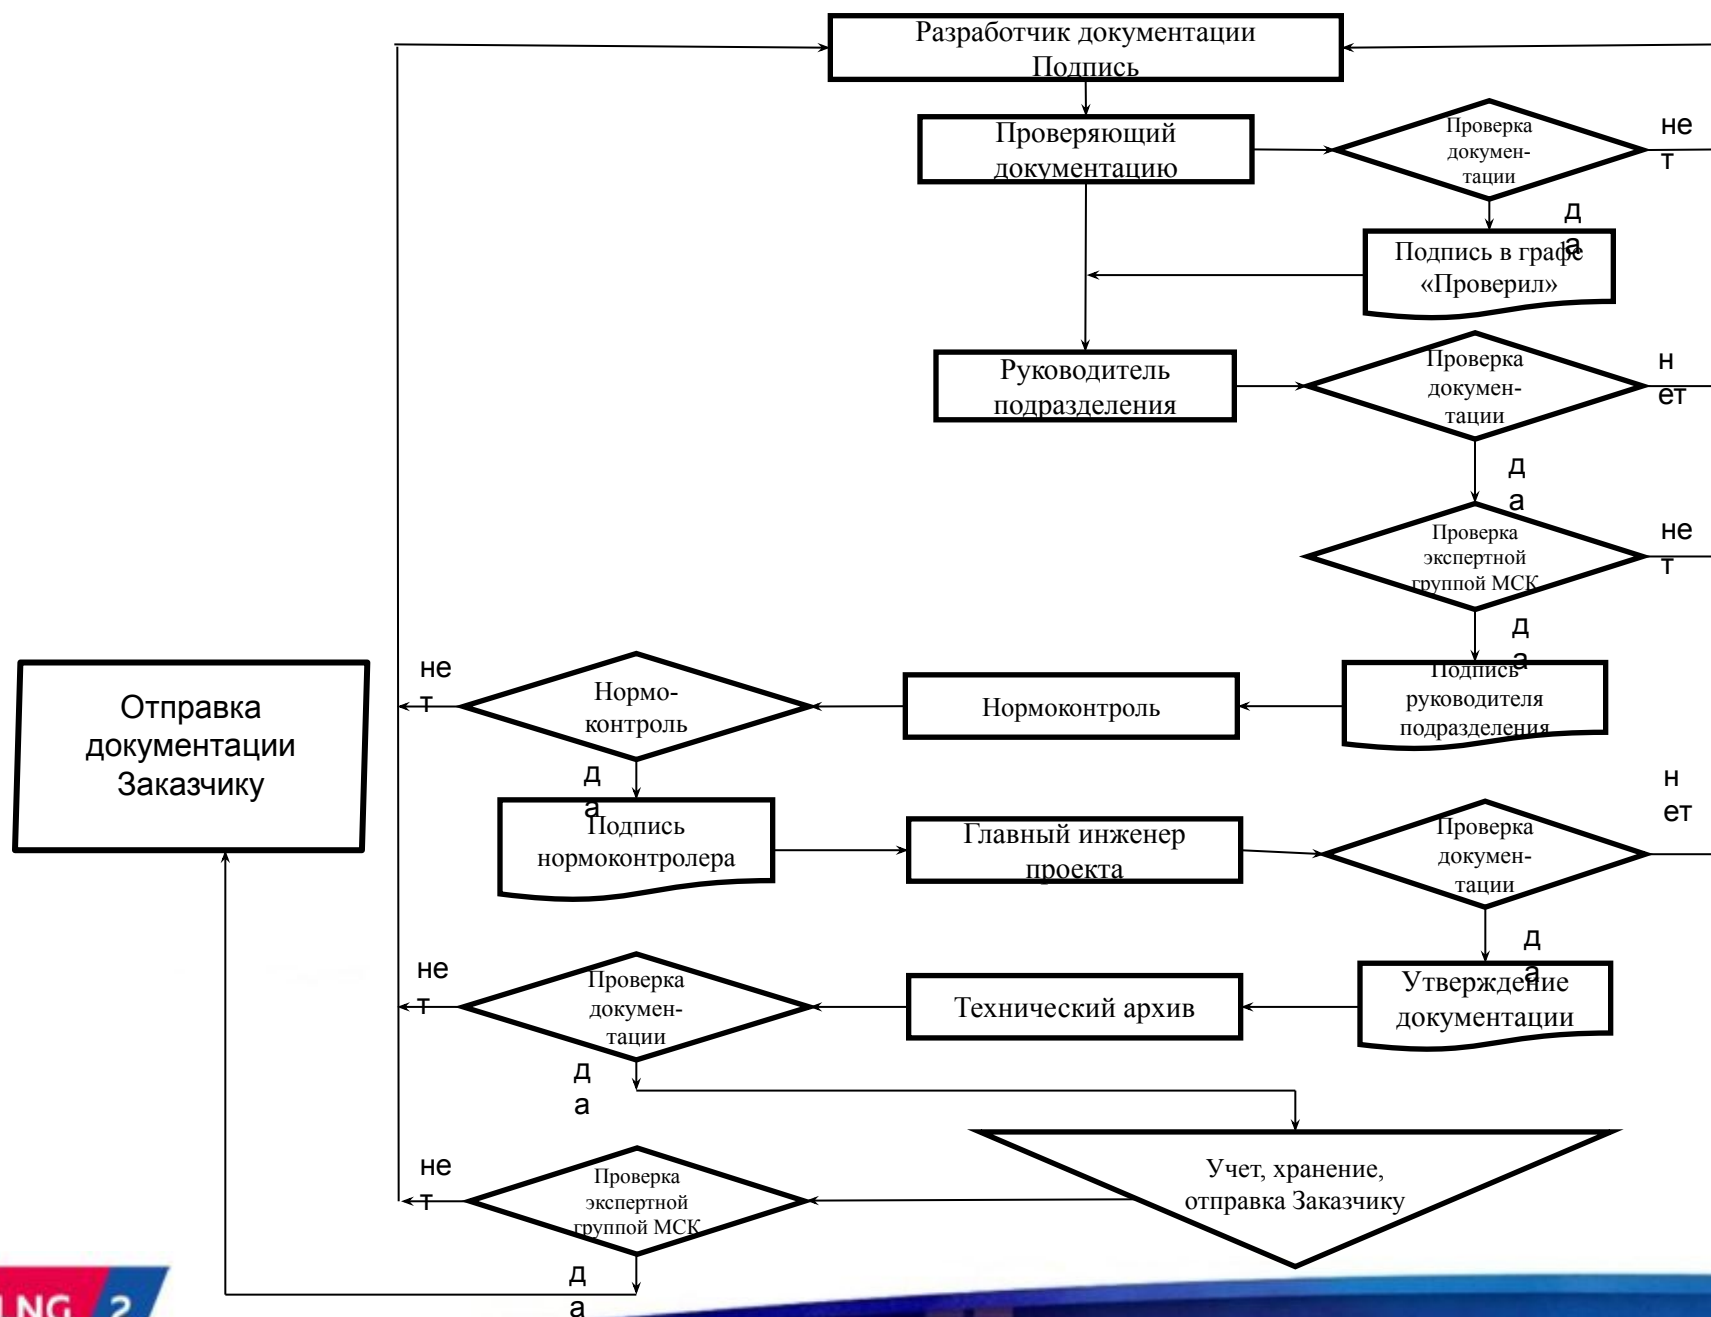 Разработчик документации
Подпись
Проверяющий
документацию
Проверка
докумен-
тации
не
т
д
а
Подпись в графе
«Проверил»
Руководитель
подразделения
Проверка
докумен-
тации
н
ет
д
а
Проверка
экспертной
группой МСК
не
т
д
а
Подпись
руководителя
подразделения
Нормоконтроль
Нормо-
контроль
не
т
д
а
Отправка
документации
Заказчику
Подпись
нормоконтролера
Главный инженер
проекта
Проверка
докумен-
тации
н
ет
д
а
Утверждение
документации
Технический архив
Проверка
докумен-
тации
не
т
д
а
Учет, хранение,
отправка Заказчику
Проверка
экспертной
группой МСК
не
т
д
а
LNG 2